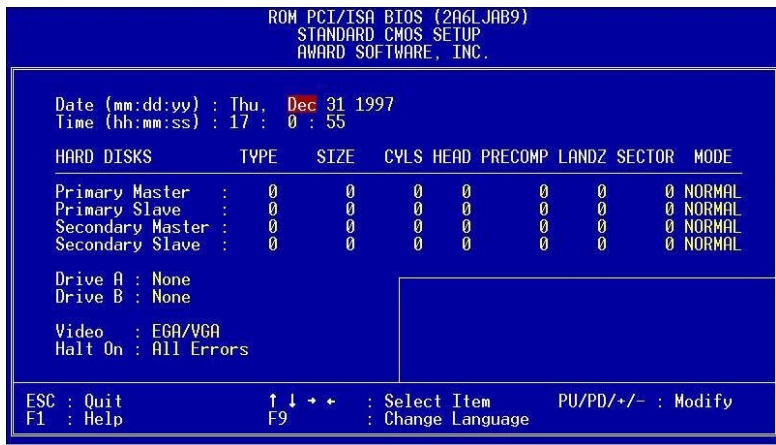 ROM PCI/ISA BIOS (2A6LJAB9)
STANDARD CMOS SETUP
AWARD SOFTWARE, INC.
Date (mm:dd:yy) : Thu, Dec 31 1997
Time (hh:mm:ss) : 17 : 0 : 55
HARD DISKS TYPE SIZE CYLS HEAD PRECOMP LANDZ SECTOR MODE
Primary Master : 0 0 0 0 0 0 0 NORMAL
Primary Slave : 0 0 0 0 0 0 0 NORMAL
Secondary Master : 0 0 0 0 0 0 0 NORMAL
Secondary Slave : 0 0 0 0 0 0 0 NORMAL
Drive A : None
Drive B : None
Video : EGA/VGA
Halt On : All Errors
ESC : Quit ↑ ↓ → ← : Select Item PU/PD/+/- : Modify
F1 : Help F9 : Change Language